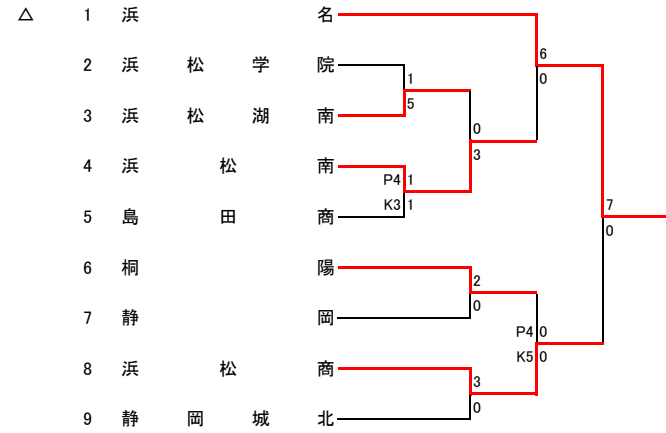 △ 1 浜 名
6
2 浜 松 学 院
0
1
3 浜 松 湖 南
5
0
3
4 浜 松 南
P4 1
K3 1
5 島 田 商
7
0
6 桐 陽
2
0
7 静 岡
P4 0
K5 0
8 浜 松 商
3
0
9 静 岡 城 北